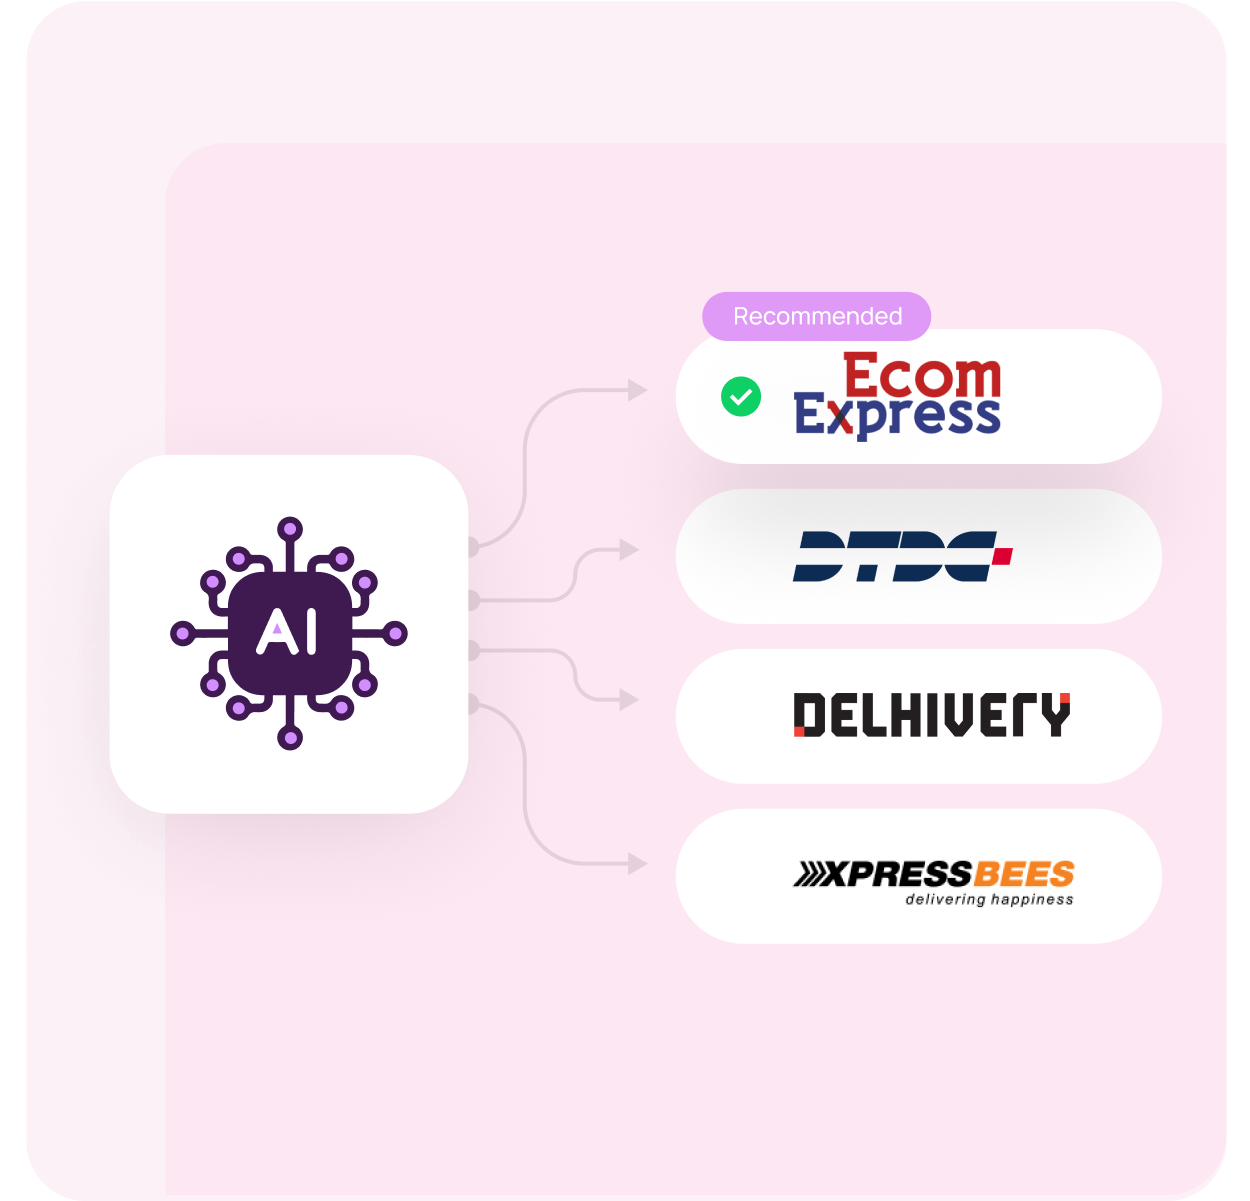 Recommended
Ecom
Express
AI
DTDC
DELHIVERY
XPRESSBEES
delivering happiness